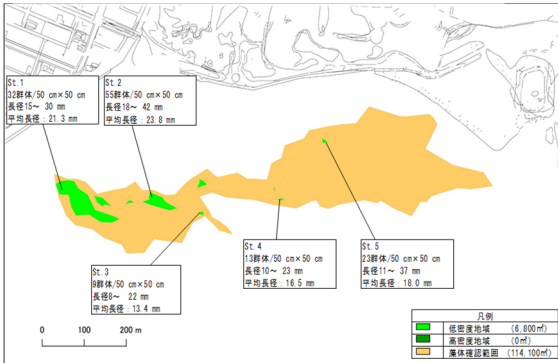 St. 1
32群体/50 cm×50 cm
長径15～ 30 mm
平均長径：21.3 mm
St. 2
55群体/50 cm×50 cm
長径18～ 42 mm
平均長径：23.8 mm
St. 3
9群体/50 cm×50 cm
長径8～ 22 mm
平均長径：13.4 mm
St. 4
13群体/50 cm×50 cm
長径10～ 23 mm
平均長径：16.5 mm
St. 5
23群体/50 cm×50 cm
長径11～ 37 mm
平均長径：18.0 mm
0 100 200 m
凡例
低密度地域 (6,800㎡)
高密度地域 (0㎡)
藻体確認範囲 (114,100㎡)